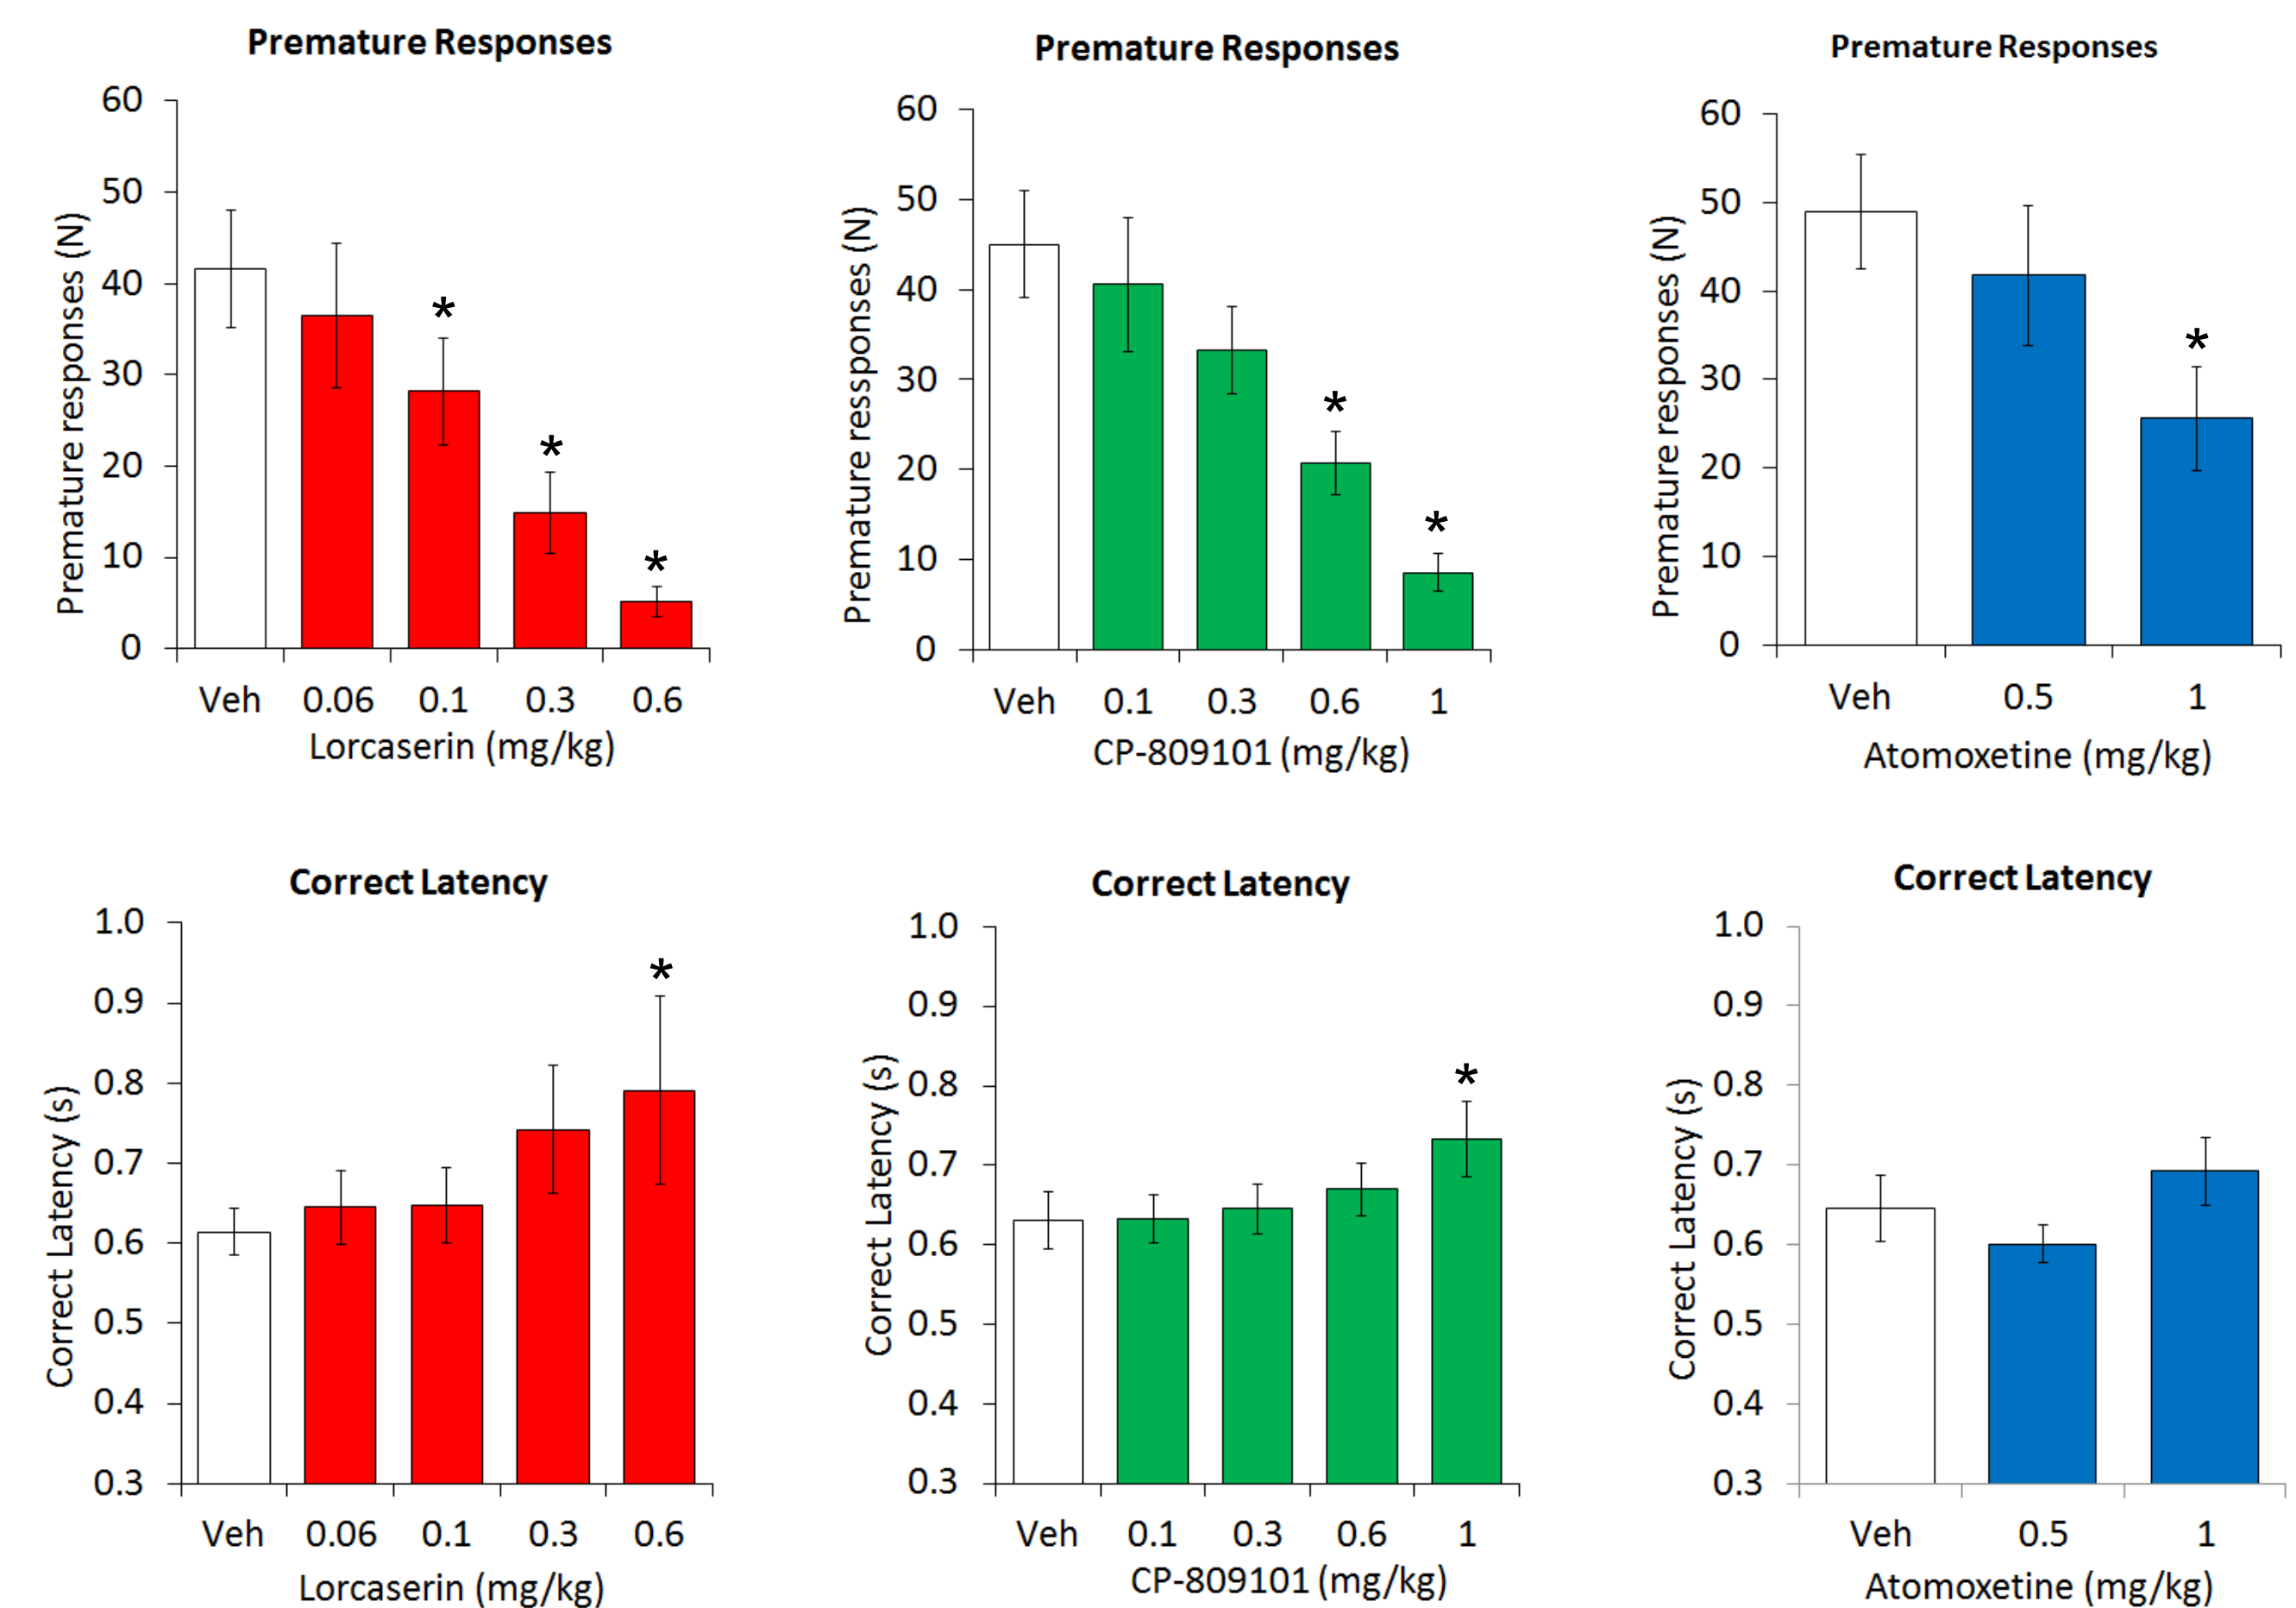 Premature Responses
Premature responses (N)
60
50
40
30
20
10
0
*
*
*
Veh 0.06 0.1 0.3 0.6
Lorcaserin (mg/kg)
Premature Responses
Premature ressponses (N)
60
50
40
30
20
10
0
*
*
Veh 0.1 0.3 0.6 1
CP-809101 (mg/kg)
Premature Responses
Premature responses (N)
60
50
40
30
20
10
0
*
Veh 0.5 1
Atomoxetine (mg/kg)
Correct Latency
Correct Latency (s)
1.0
0.9
0.8
0.7
0.6
0.5
0.4
0.3
*
Veh 0.06 0.1 0.3 0.6
Lorcaserin (mg/kg)
Correct Latency
Correct Latency (s)
1.0
0.9
0.8
0.7
0.6
0.5
0.4
0.3
*
Veh 0.1 0.3 0.6 1
CP-809101 (mg/kg)
Correct Latency
Correct Latency (s)
1.0
0.9
0.8
0.7
0.6
0.5
0.4
0.3
Veh 0.5 1
Atomoxetine (mg/kg)